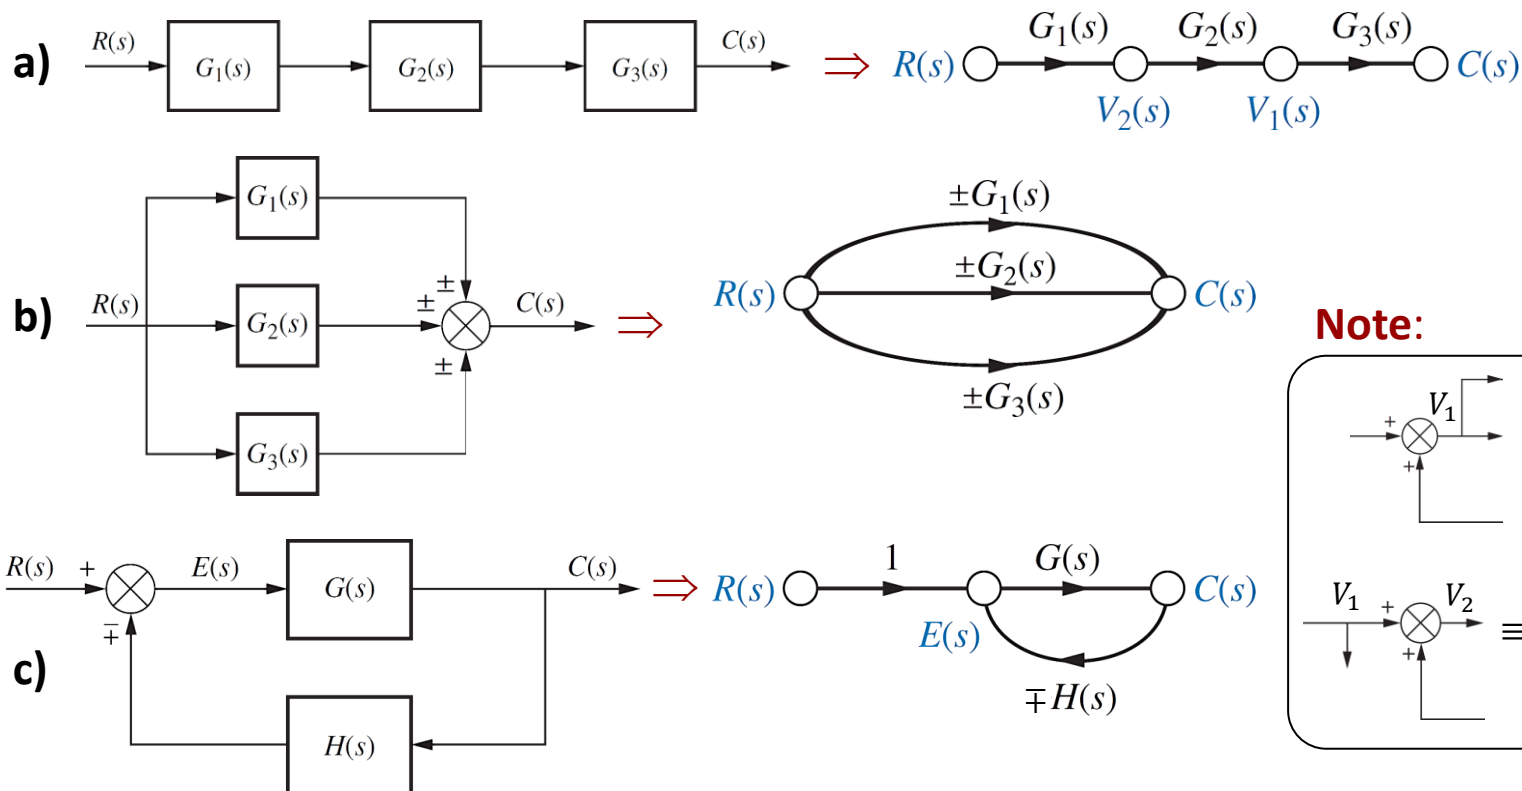 a)
R(s) G₁(s) G₂(s) G₃(s) C(s) ⇒ R(s) G₁(s) G₂(s) G₃(s) C(s)
V₂(s) V₁(s)
b)
G₁(s)
R(s) G₂(s) ± ± ± C(s) ⇒
G₃(s)
±G₁(s)
R(s) ±G₂(s) C(s)
±G₃(s)
Note:
+ V₁
+
V₁ + V₂ ≡
+
c)
R(s) + E(s) G(s) C(s) ⇒ R(s) 1 G(s) C(s)
∓ E(s)
H(s) ∓H(s)